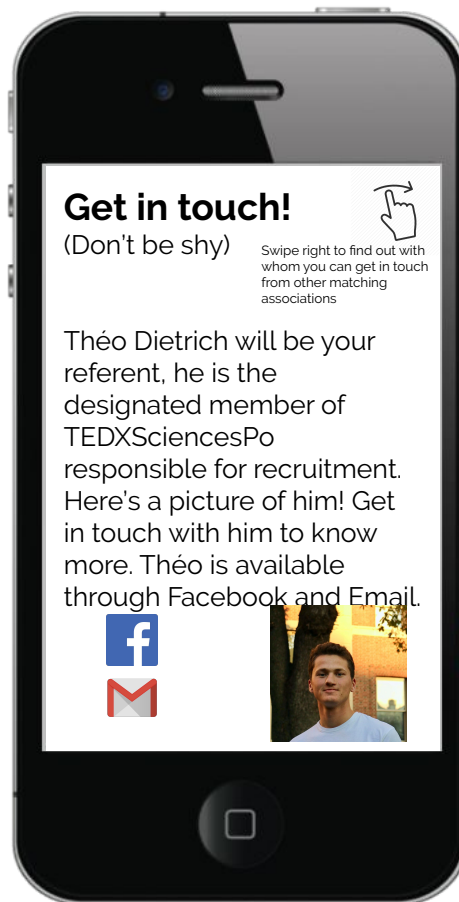 Get in touch!
(Don't be shy)
Swipe right to find out with
whom you can get in touch
from other matching
associations
Théo Dietrich will be your
referent, he is the
designated member of
TEDXSciencesPo
responsible for recruitment.
Here's a picture of him! Get
in touch with him to know
more. Théo is available
through Facebook and Email.